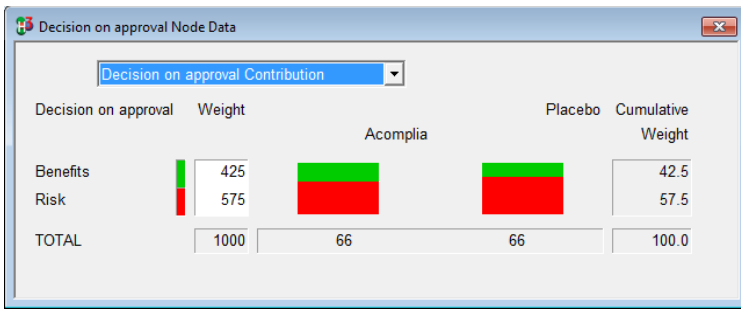 Decision on approval Node Data
Decision on approval Contribution
Decision on approval Weight Placebo Cumulative
Acomplia Weight
Benefits 425 42.5
Risk 575 57.5
TOTAL 1000 66 66 100.0